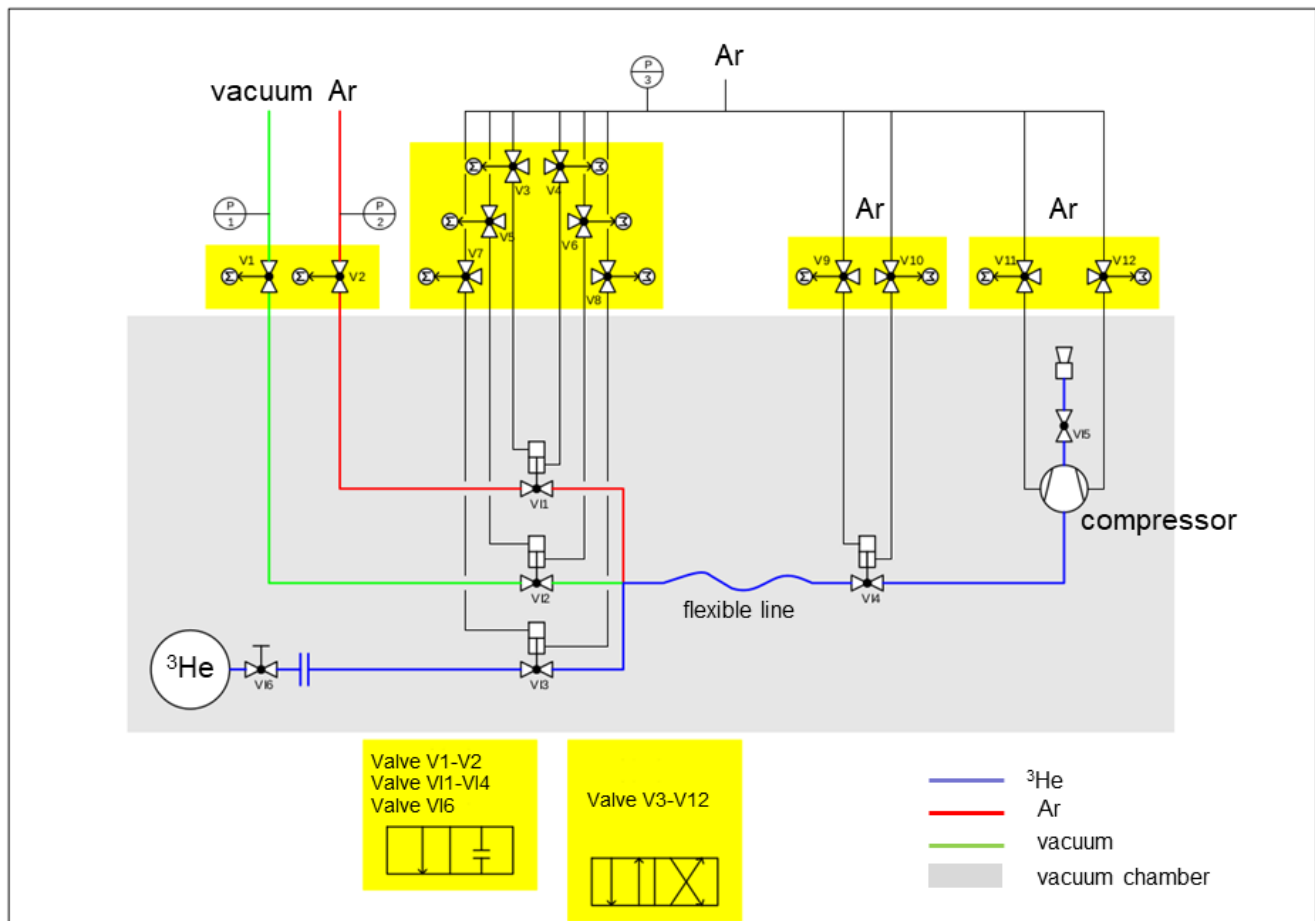 Ar
P
3
vacuum Ar
P
1
P
2
V3
V4
V5
V6
V7
V8
V1
V2
Ar
Ar
V9
V10
V11
V12
VI5
compressor
VI1
VI2
flexible line
VI4
³He
VI6
VI3
Valve V1-V2
Valve VI1-VI4
Valve VI6
Valve V3-V12
³He
Ar
vacuum
vacuum chamber